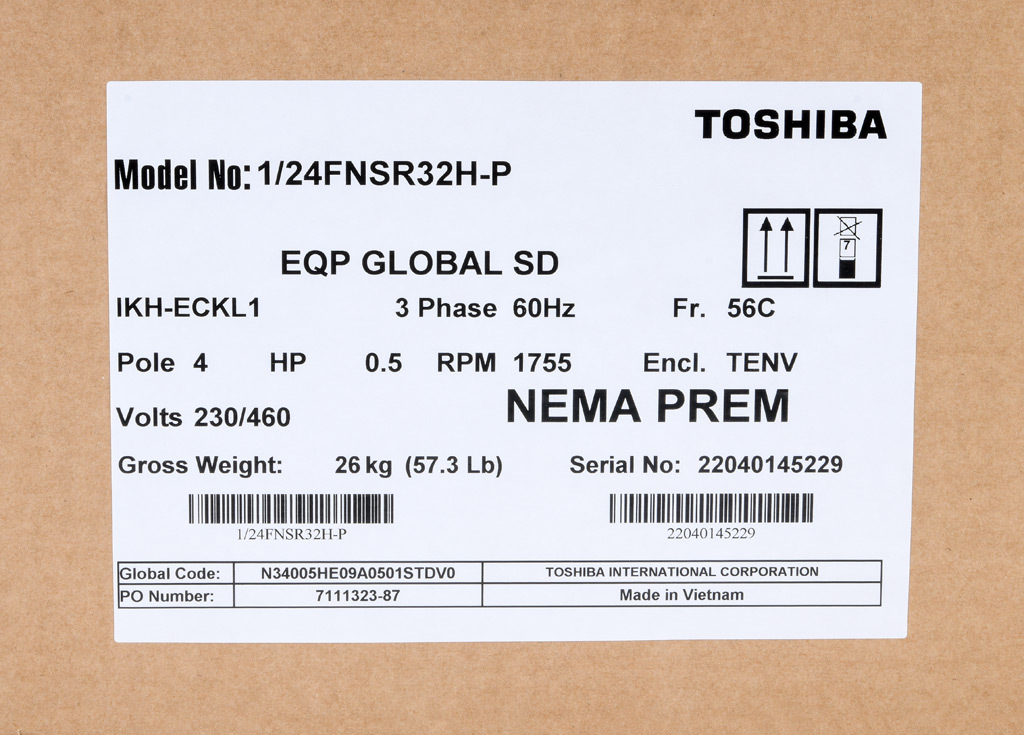 TOSHIBA
Model No: 1/24FNSR32H-P
EQP GLOBAL SD
7
IKH-ECKL1 3 Phase 60Hz Fr. 56C
Pole 4 HP 0.5 RPM 1755 Encl. TENV
Volts 230/460 NEMA PREM
Gross Weight: 26 kg (57.3 Lb) Serial No: 22040145229
1/24FNSR32H-P 22040145229
Global Code: N34005HE09A0501STDV0 TOSHIBA INTERNATIONAL CORPORATION
PO Number: 7111323-87 Made in Vietnam